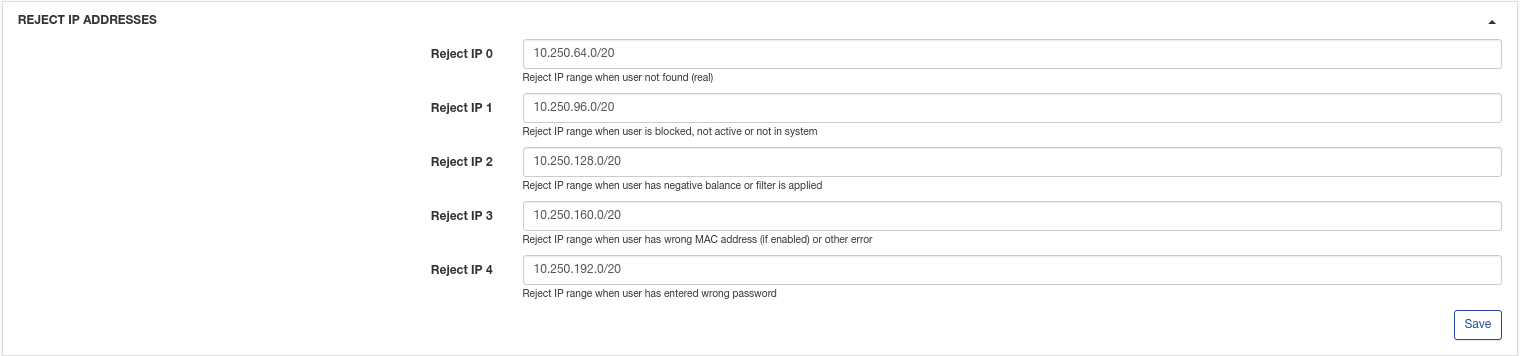 REJECT IP ADDRESSES
Reject IP 0 10.250.64.0/20
Reject IP range when user not found (real)
Reject IP 1 10.250.96.0/20
Reject IP range when user is blocked, not active or not in system
Reject IP 2 10.250.128.0/20
Reject IP range when user has negative balance or filter is applied
Reject IP 3 10.250.160.0/20
Reject IP range when user has wrong MAC address (if enabled) or other error
Reject IP 4 10.250.192.0/20
Reject IP range when user has entered wrong password
Save